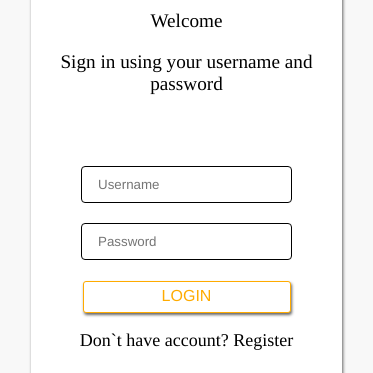 Welcome
Sign in using your username and
password
Username
Password
LOGIN
Don`t have account? Register